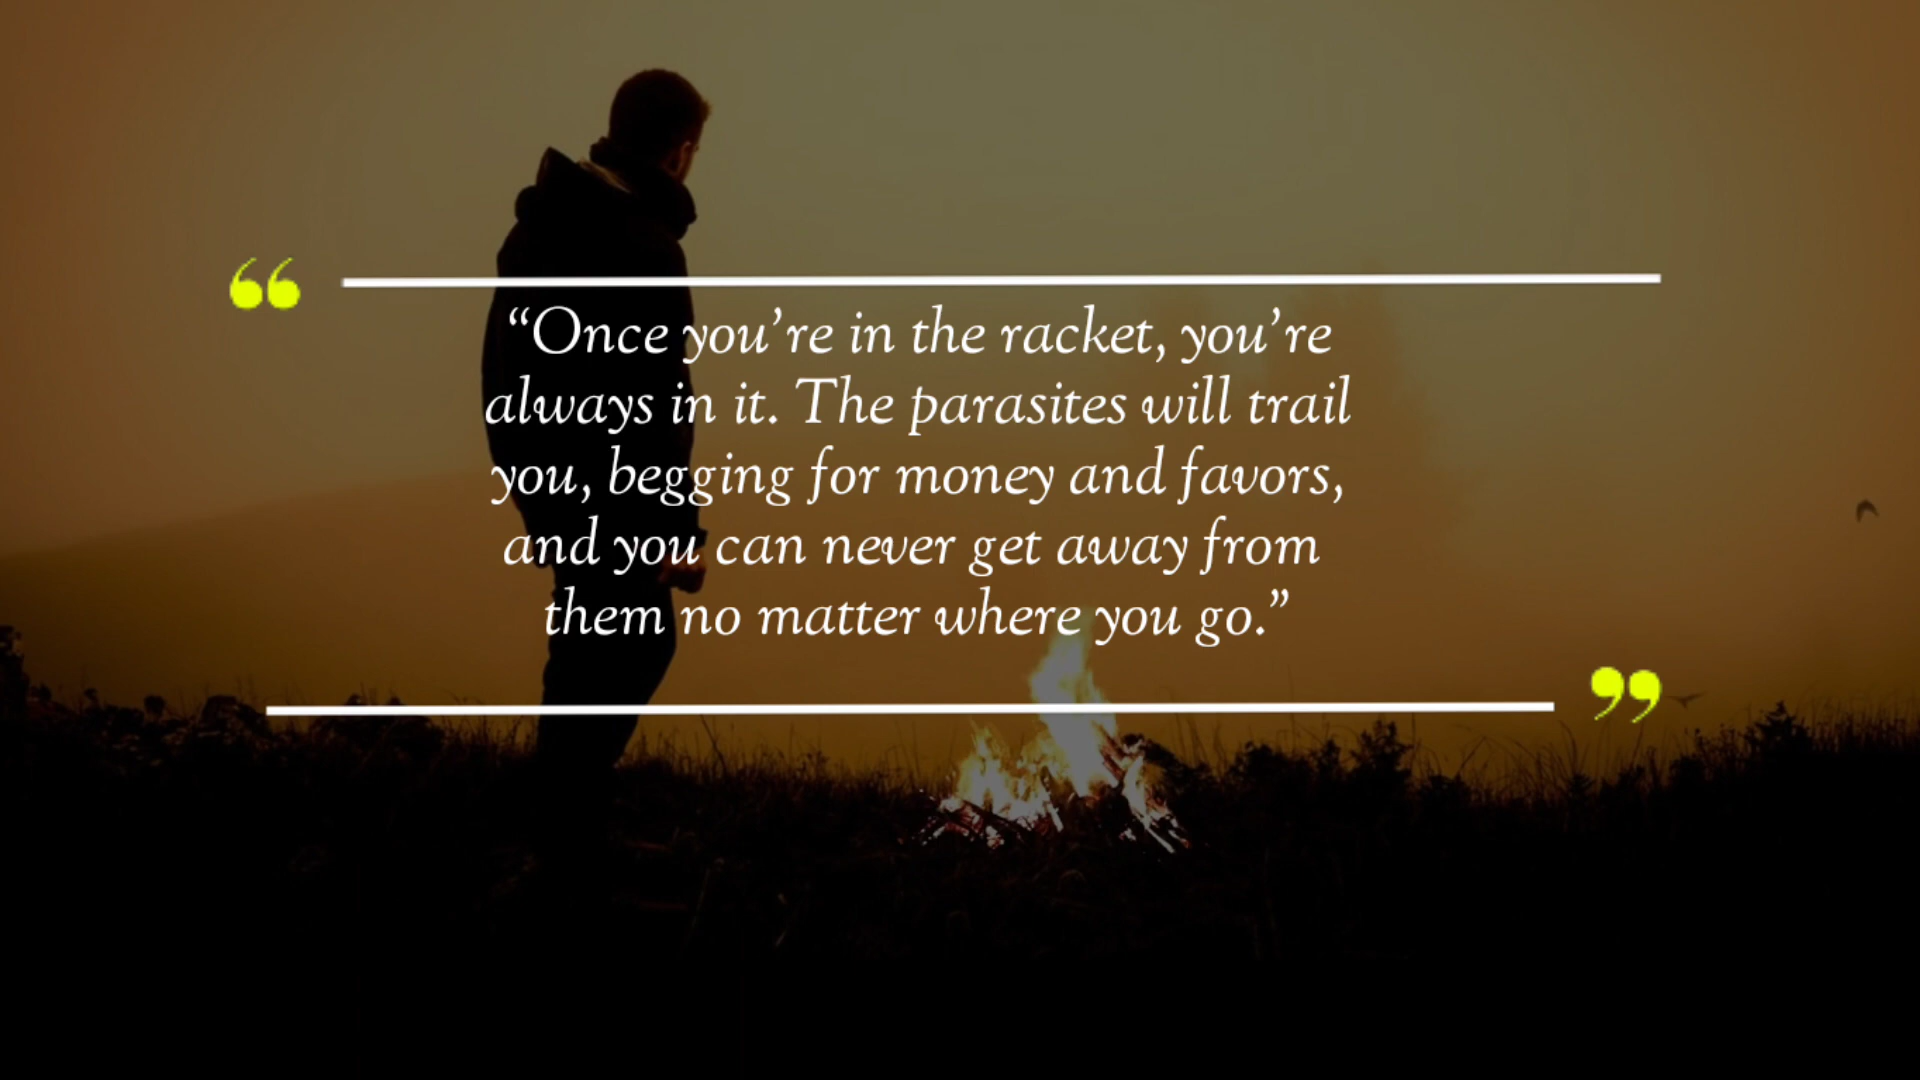 “Once you’re in the racket, you’re
always in it. The parasites will trail
you, begging for money and favors,
and you can never get away from
them no matter where you go.”